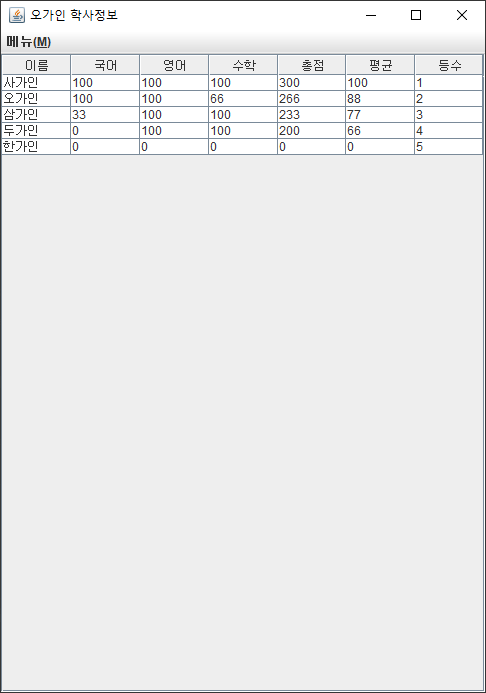 오가인 학사정보
메뉴(M)
이름 국어 영어 수학 총점 평균 등수
사가인 100 100 100 300 100 1
오가인 100 100 66 266 88 2
삼가인 33 100 100 233 77 3
두가인 0 100 100 200 66 4
한가인 0 0 0 0 0 5